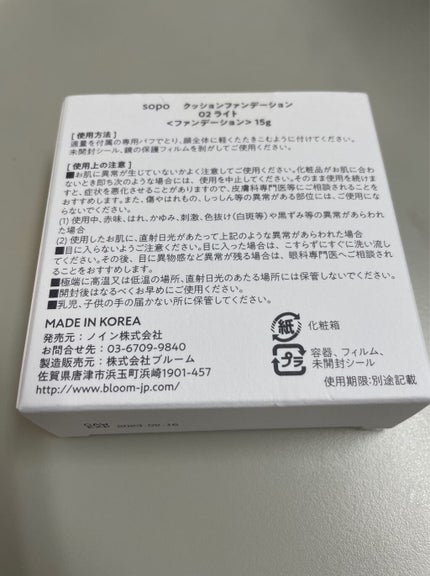 sopo クッションファンデーション
02 ライト
<ファンデーション> 15g
[ 使用方法 ]
適量を付属の専用パフでとり、顔全体に軽くたたきこむように付けてください。
未開封シール、鏡の保護フィルムを剥がしてご使用ください。
[ 使用上の注意 ]
■お肌に異常が生じていないかよく注意してご使用ください。化粧品がお肌に合わ
ないとき即ち次のような場合には、使用を中止してください。そのまま使用を続けま
すと、症状を悪化させることがありますので、皮膚科専門医等にご相談されることを
おすすめします。また、傷やはれもの、しっしん等の異常がある部位には、ご使用にな
らないでください。
(1) 使用中、赤味、はれ、かゆみ、刺激、色抜け(白斑等)や黒ずみ等の異常があらわれ
た場合
(2) 使用したお肌に、直射日光があたって上記のような異常があらわれた場合
■目に入らないようご注意ください。目に入った場合は、こすらずにすぐに洗い流し
てください。その後、目に異物感など異常が残る場合は、眼科専門医へご相談され
ることをおすすめします。
■極端に高温又は低温の場所、直射日光のあたる場所には保管しないでください。
■開封後はなるべくお早めにご使用ください。
■乳児、子供の手の届かない所に保管してください。
MADE IN KOREA
発売元：ノイン株式会社
お問合せ先：03-6709-9840
製造販売元：株式会社ブルーム
佐賀県唐津市浜玉町浜崎1901-457
http://www.bloom-jp.com/
紙 化粧箱
プラ 容器、フィルム、
未開封シール
使用期限:別途記載